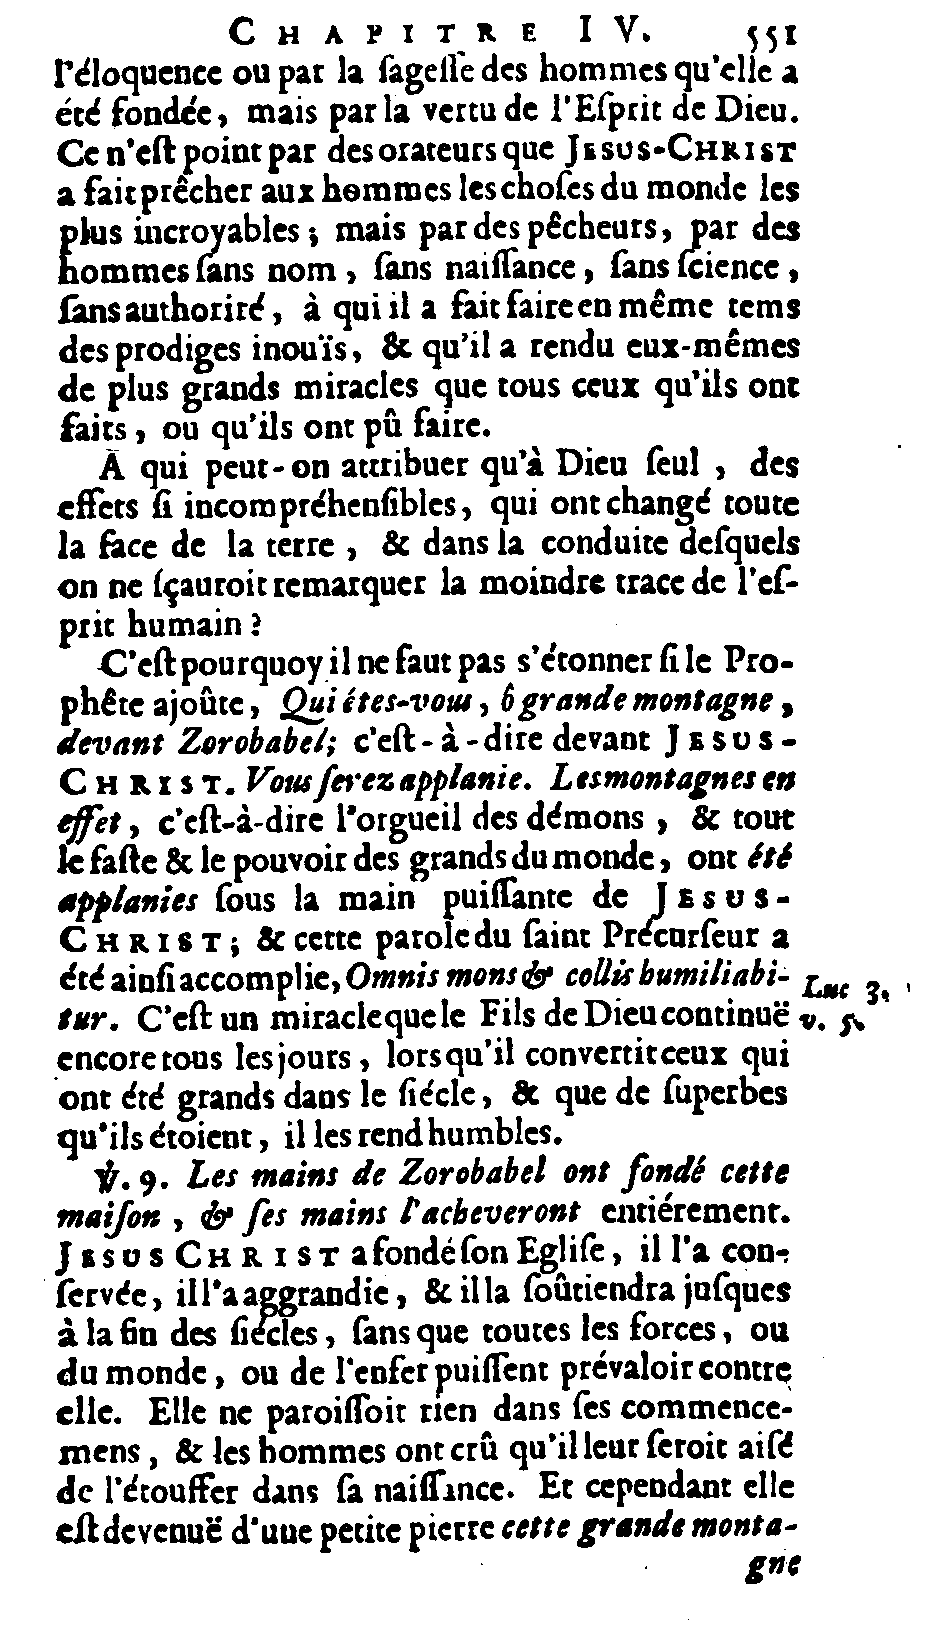 CHAPITRE IV. 551
l'éloquence ou par la ſageſſe des hommes qu'elle a
été fondée, mais par la vertu de l'Eſprit de Dieu.
Ce n'eſt point par des orateurs que JESUS-CHRIST
a fait prêcher aux hommes les choſes du monde les
plus incroyables ; mais par des pêcheurs, par des
hommes ſans nom, ſans naiſſance, ſans ſcience,
ſans authorité, à qui il a fait faire en même tems
des prodiges inouïs, & qu'il a rendu eux-mêmes
de plus grands miracles que tous ceux qu'ils ont
faits, ou qu'ils ont pû faire.
A qui peut-on attribuer qu'à Dieu ſeul, des
effets ſi incompréhenſibles, qui ont changé toute
la face de la terre, & dans la conduite deſquels
on ne ſçauroit remarquer la moindre trace de l'eſ-
prit humain ?
C'eſt pourquoy il ne faut pas s'étonner ſi le Pro-
phête ajoûte, Qui étes-vous, ô grande montagne,
devant Zorobabel; c'eſt-à-dire devant JESUS-
CHRIST. Vous ſerez applanie. Les montagnes en
effet, c'eſt-à-dire l'orgueil des démons, & tout
le faſte & le pouvoir des grands du monde, ont été
applanies ſous la main puiſſante de JESUS-
CHRIST; & cette parole du ſaint Précurſeur a
été ainſi accomplie, Omnis mons & collis humiliabi-
tur. C'eſt un miracle que le Fils de Dieu continuë
Luc 3.
v. 5.
encore tous les jours, lorsqu'il convertit ceux qui
ont été grands dans le ſiécle, & que de ſuperbes
qu'ils étoient, il les rend humbles.
℣. 9. Les mains de Zorobabel ont fondé cette
maiſon, & ſes mains l'acheveront entiérement.
JESUS CHRIST a fondé ſon Egliſe, il l'a con-
ſervée, il l'a aggrandie, & il la ſoûtiendra juſques
à la fin des ſiécles, ſans que toutes les forces, ou
du monde, ou de l'enfer puiſſent prévaloir contre
elle. Elle ne paroiſſoit rien dans ſes commence-
mens, & les hommes ont crû qu'il leur ſeroit aiſé
de l'étouffer dans ſa naiſſance. Et cependant elle
eſt devenuë d'une petite pierre cette grande monta-
gne